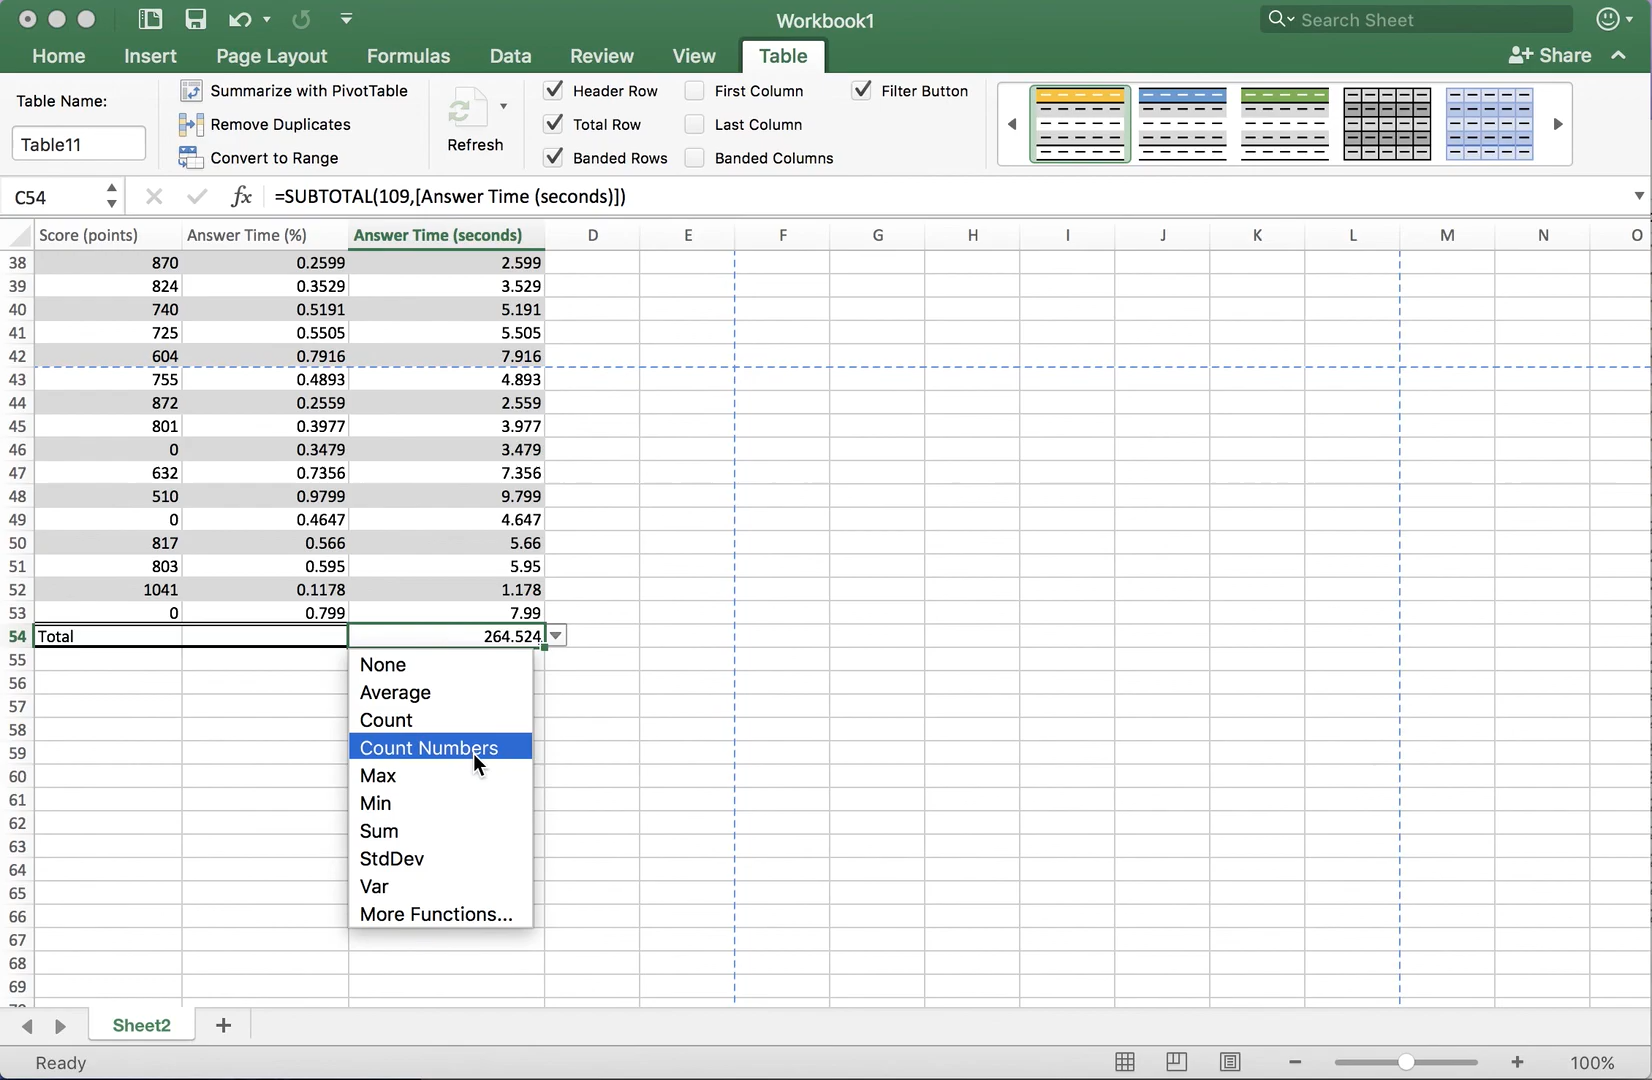 Workbook1
Search Sheet
Home Insert Page Layout Formulas Data Review View Table Share
Table Name:
Table11
Summarize with PivotTable
Remove Duplicates
Convert to Range
Refresh
Header Row First Column Filter Button
Total Row Last Column
Banded Rows Banded Columns
C54 fx =SUBTOTAL(109,[Answer Time (seconds)])
Score (points) Answer Time (%) Answer Time (seconds) D E F G H I J K L M N O
38 870 0.2599 2.599
39 824 0.3529 3.529
40 740 0.5191 5.191
41 725 0.5505 5.505
42 604 0.7916 7.916
43 755 0.4893 4.893
44 872 0.2559 2.559
45 801 0.3977 3.977
46 0 0.3479 3.479
47 632 0.7356 7.356
48 510 0.9799 9.799
49 0 0.4647 4.647
50 817 0.566 5.66
51 803 0.595 5.95
52 1041 0.1178 1.178
53 0 0.799 7.99
54 Total 264.524
55
56
57
58
59
60
61
62
63
64
65
66
67
68
69
None
Average
Count
Count Numbers
Max
Min
Sum
StdDev
Var
More Functions...
Sheet2
Ready 100%